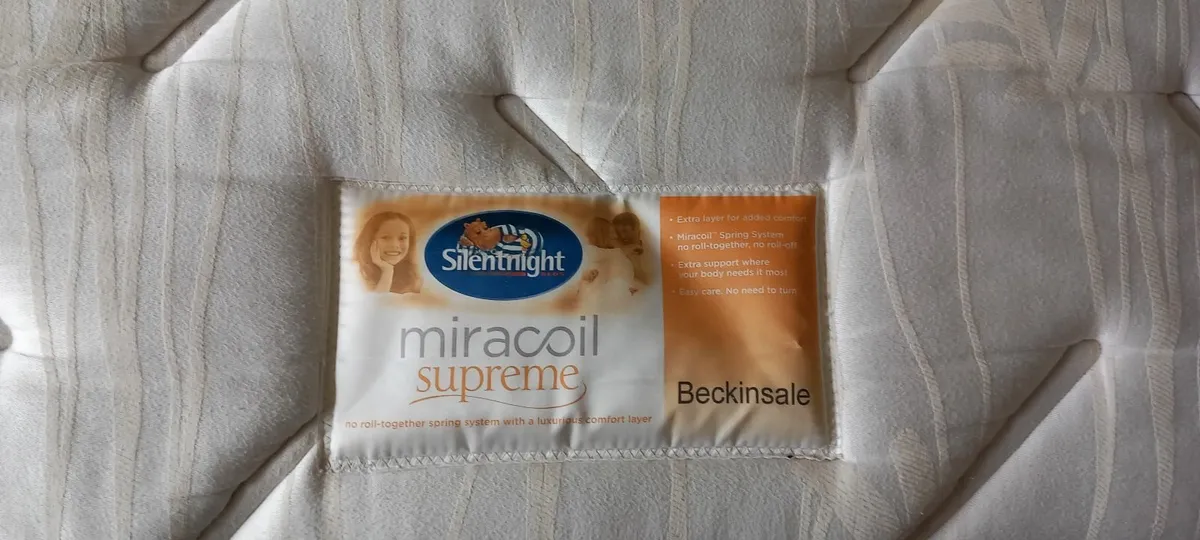 Silentnight
miracoil
supreme
no roll-together spring system with a luxurious comfort layer
• Extra layer for added comfort
• Miracoil™ Spring System
no roll-together, no roll-off
• Extra support where
your body needs it most
• Easy care. No need to turn
Beckinsale